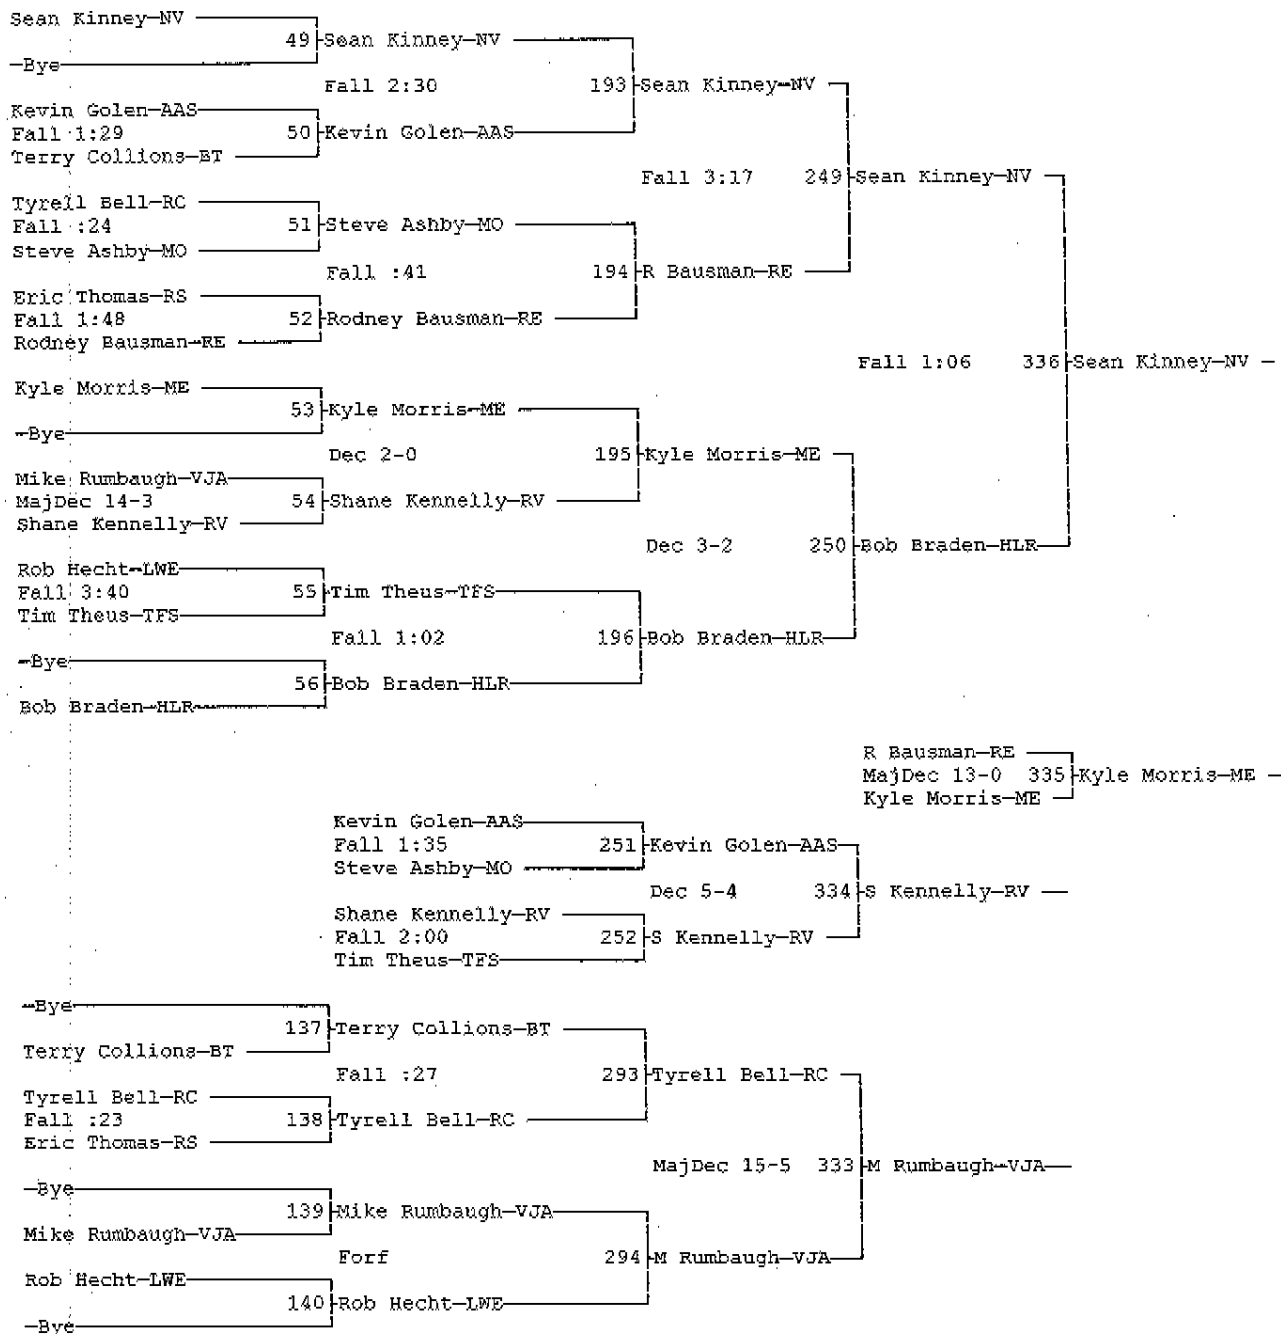 Sean Kinney-NV
49 Sean Kinney-NV
-Bye
Fall 2:30 193 Sean Kinney-NV
Kevin Golen-AAS
Fall 1:29 50 Kevin Golen-AAS
Terry Collions-BT
Fall 3:17 249 Sean Kinney-NV
Tyrell Bell-RC
Fall :24 51 Steve Ashby-MO
Steve Ashby-MO
Fall :41 194 R Bausman-RE
Eric Thomas-RS
Fall 1:48 52 Rodney Bausman-RE
Rodney Bausman-RE
Fall 1:06 336 Sean Kinney-NV
Kyle Morris-ME
53 Kyle Morris-ME
-Bye
Dec 2-0 195 Kyle Morris-ME
Mike Rumbaugh-VJA
MajDec 14-3 54 Shane Kennelly-RV
Shane Kennelly-RV
Dec 3-2 250 Bob Braden-HLR
Rob Hecht-LWE
Fall 3:40 55 Tim Theus-TFS
Tim Theus-TFS
Fall 1:02 196 Bob Braden-HLR
-Bye
56 Bob Braden-HLR
Bob Braden-HLR
R Bausman-RE
MajDec 13-0 335 Kyle Morris-ME
Kyle Morris-ME
Kevin Golen-AAS
Fall 1:35 251 Kevin Golen-AAS
Steve Ashby-MO
Dec 5-4 334 S Kennelly-RV
Shane Kennelly-RV
Fall 2:00 252 S Kennelly-RV
Tim Theus-TFS
-Bye
137 Terry Collions-BT
Terry Collions-BT
Fall :27 293 Tyrell Bell-RC
Tyrell Bell-RC
Fall :23 138 Tyrell Bell-RC
Eric Thomas-RS
MajDec 15-5 333 M Rumbaugh-VJA
-Bye
139 Mike Rumbaugh-VJA
Mike Rumbaugh-VJA
Forf 294 M Rumbaugh-VJA
Rob Hecht-LWE
140 Rob Hecht-LWE
-Bye